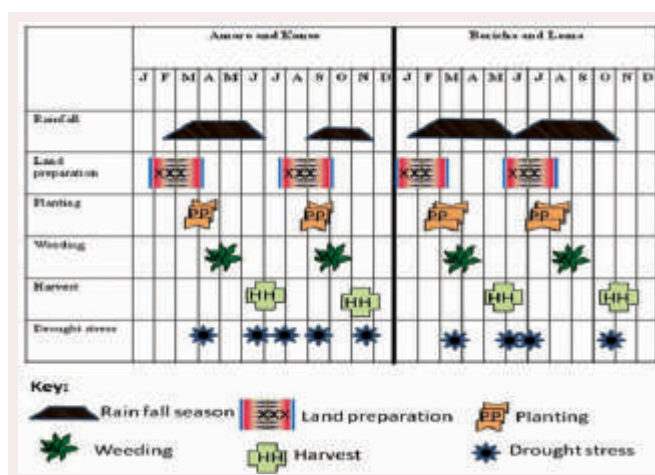 Amaro and Konso
Boricha and Loma
J F M A M J J A S O N D J F M A M J J A S O N D
Rainfall
Land
preparation XXX XXX XXX XXX
Planting PP PP PP PP
Weeding
Harvest HH HH HH HH
Drought stress
Key:
Rain fall season XXX Land preparation PP Planting
Weeding HH Harvest Drought stress